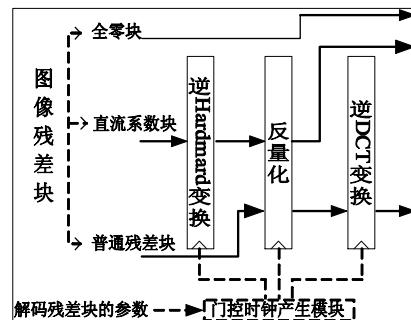 全零块
图像残差块
直流系数块
普通残差块
逆Hardmard变换
反量化
逆DCT变换
解码残差块的参数
门控时钟产生模块